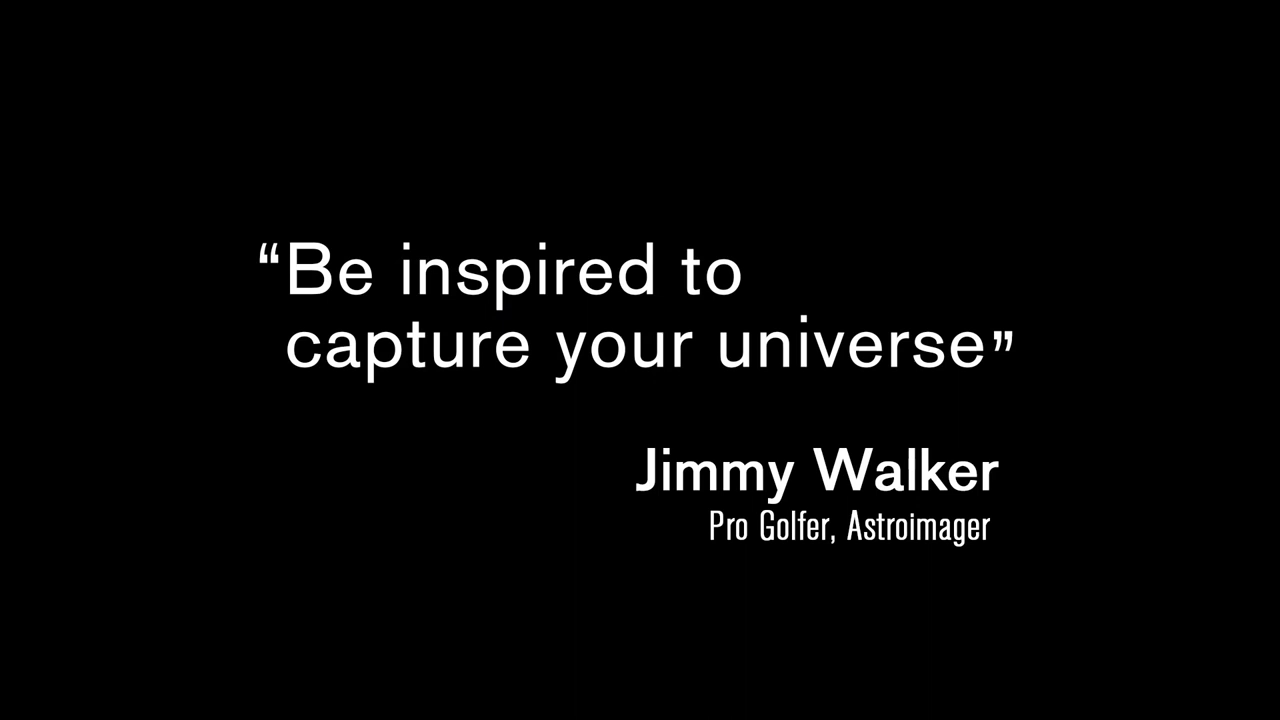 “Be inspired to
capture your universe”
Jimmy Walker
Pro Golfer, Astroimager